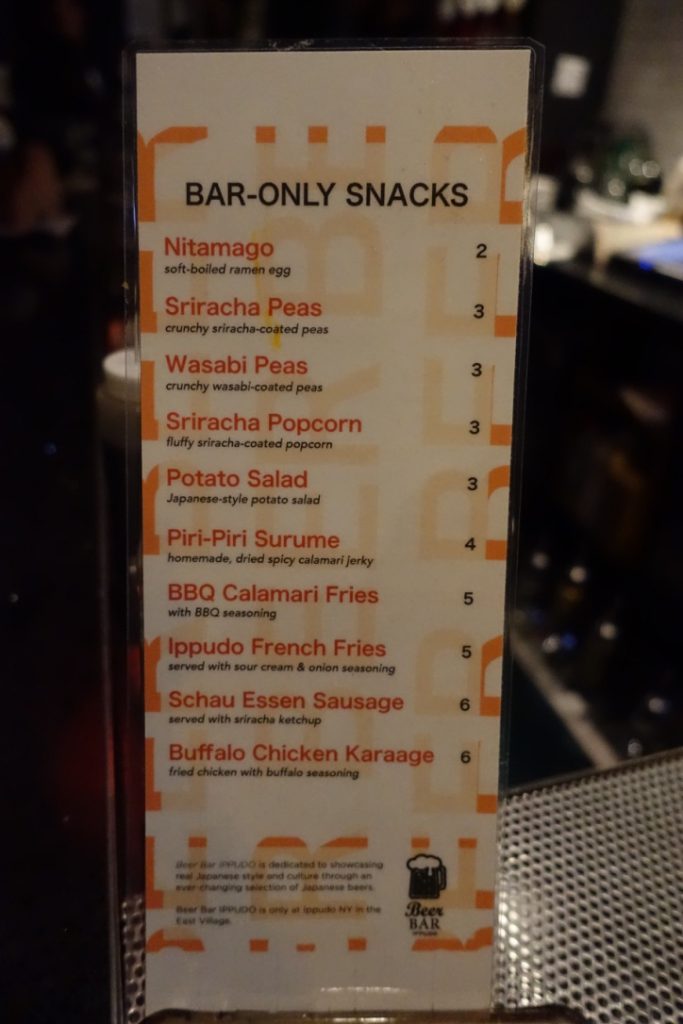 BAR-ONLY SNACKS
Nitamago 2
soft-boiled ramen egg
Sriracha Peas 3
crunchy sriracha-coated peas
Wasabi Peas 3
crunchy wasabi-coated peas
Sriracha Popcorn 3
fluffy sriracha-coated popcorn
Potato Salad 3
Japanese-style potato salad
Piri-Piri Surume 4
homemade, dried spicy calamari jerky
BBQ Calamari Fries 5
with BBQ seasoning
Ippudo French Fries 5
served with sour cream & onion seasoning
Schau Essen Sausage 6
served with sriracha ketchup
Buffalo Chicken Karaage 6
fried chicken with buffalo seasoning
Beer Bar IPPUDO is dedicated to showcasing
real Japanese style and culture through an
ever-changing selection of Japanese beers.
Beer Bar IPPUDO is only at Ippudo NY in the
East Village.
Beer
BAR
IPPUDO